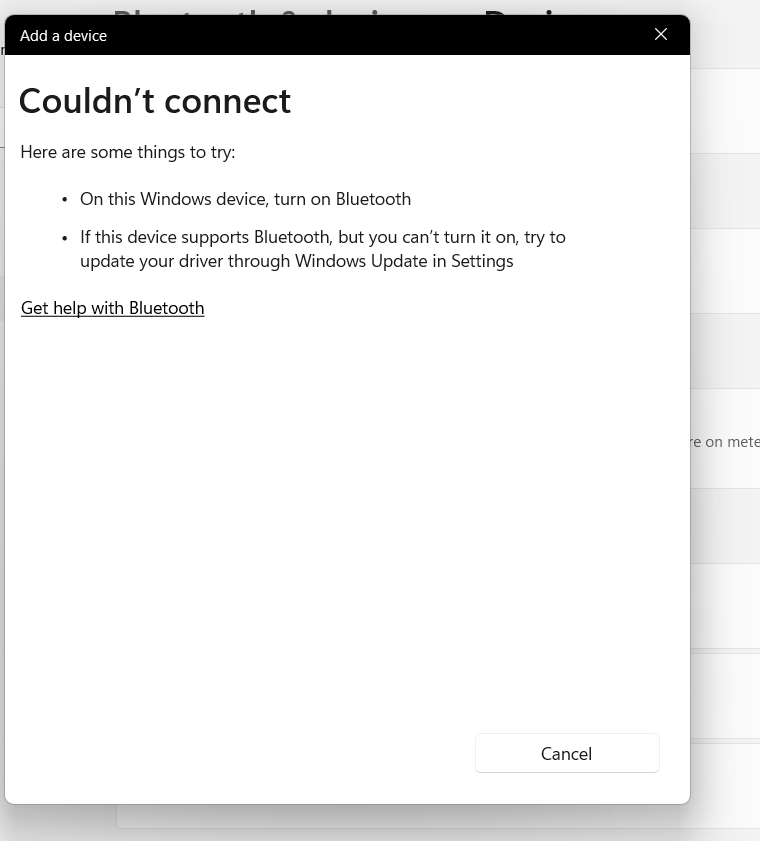 Add a device
Couldn’t connect
Here are some things to try:
• On this Windows device, turn on Bluetooth
• If this device supports Bluetooth, but you can’t turn it on, try to
update your driver through Windows Update in Settings
Get help with Bluetooth
on
Cancel